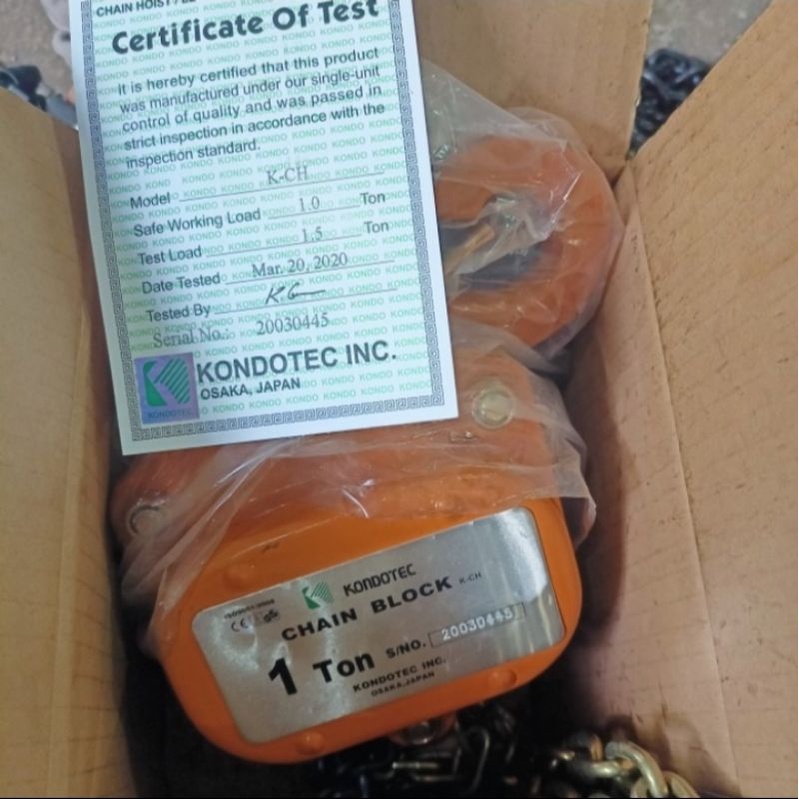 CHAIN HOIST /
Certificate Of Test
It is hereby certified that this product
was manufactured under our single-unit
control of quality and was passed in
strict inspection in accordance with the
inspection standard.
Model K-CH
Safe Working Load 1.0 Ton
Test Load 1.5 Ton
Date Tested Mar. 20, 2020
Tested By
Serial No.: 20030445
KONDOTEC INC.
OSAKA, JAPAN
KONDOTEC
KONDOTEC
CHAIN BLOCK K-CH
CE GS
1 Ton S/NO. 20030445
KONDOTEC INC.
OSAKA, JAPAN